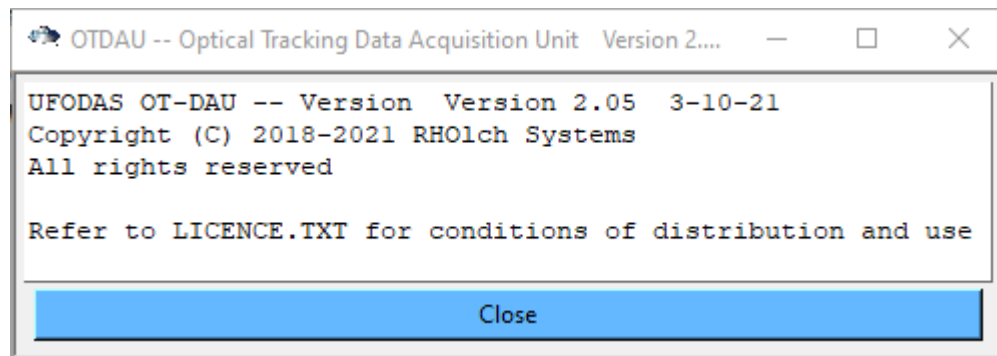 OTDAU -- Optical Tracking Data Acquisition Unit Version 2....
UFODAS OT-DAU -- Version Version 2.05 3-10-21
Copyright (C) 2018-2021 RHOlch Systems
All rights reserved
Refer to LICENCE.TXT for conditions of distribution and use
Close